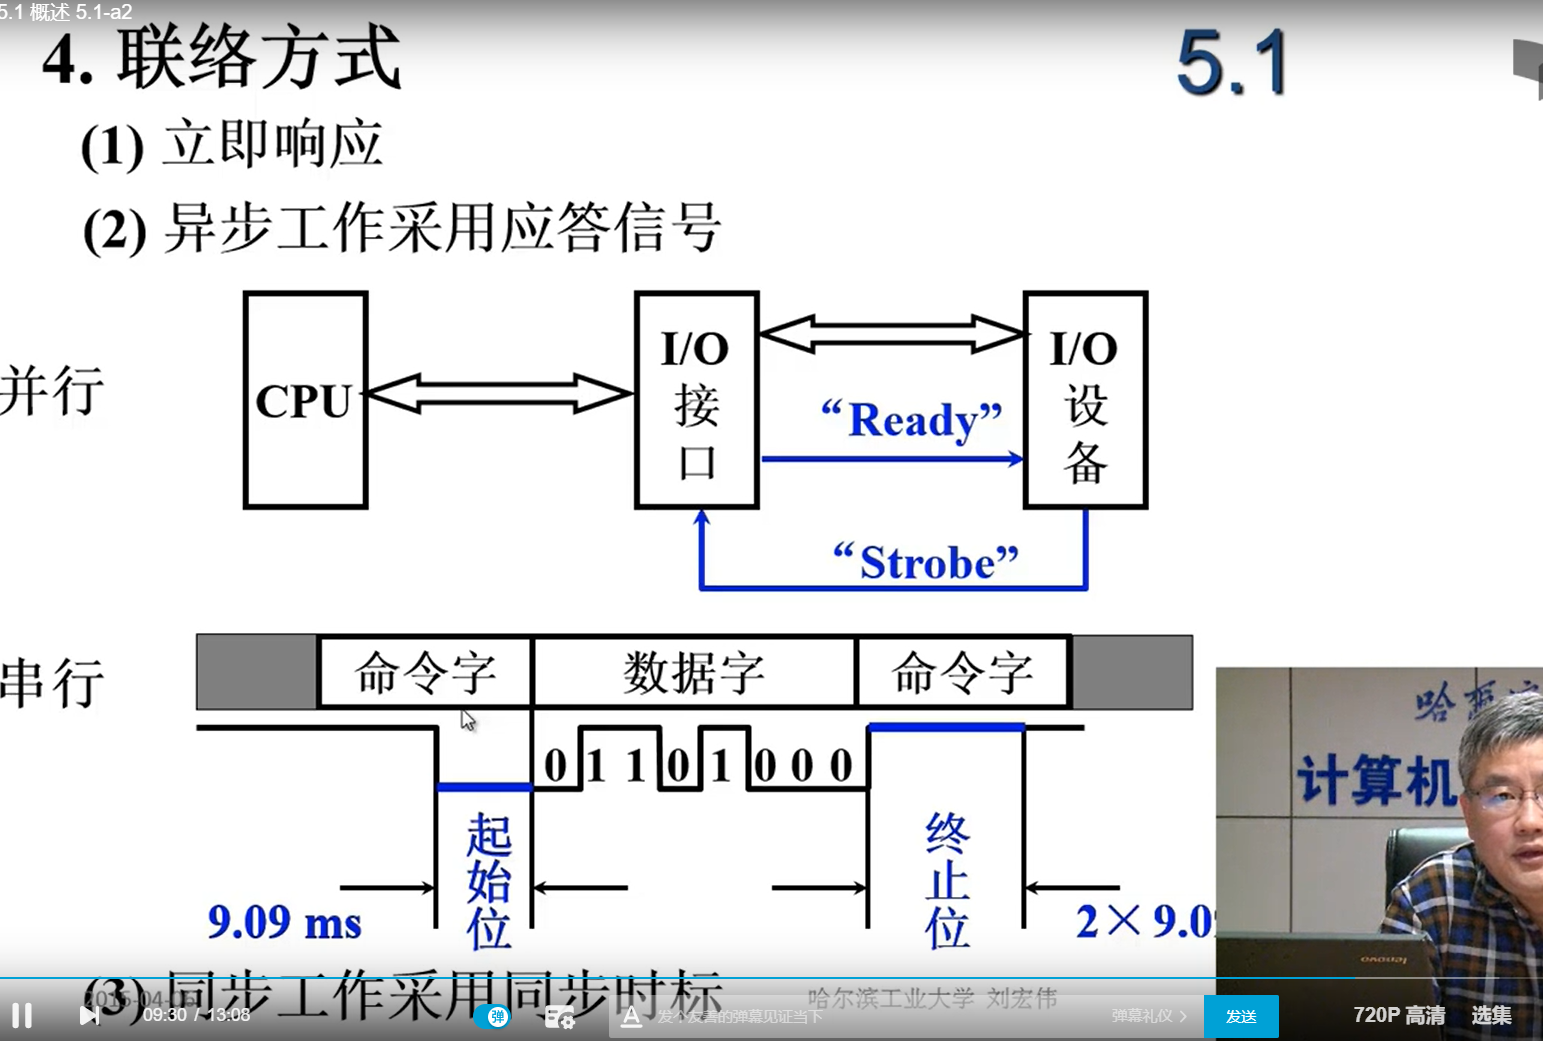 5.1 概述 5.1-a2
4. 联络方式
5.1
(1) 立即响应
(2) 异步工作采用应答信号
并行
CPU
I/O
接
口
I/O
设
备
“Ready”
“Strobe”
串行
命令字
数据字
命令字
0 1 1 0 1 0 0 0
起
始
位
终
止
位
9.09 ms
2×9.0
计算机
lenovo
(3) 同步工作采用同步时标
2015-04-06
哈尔滨工业大学 刘宏伟
09:30 / 13:08
弹
A
发个友善的弹幕见证当下
弹幕礼仪 >
发送
720P 高清
选集